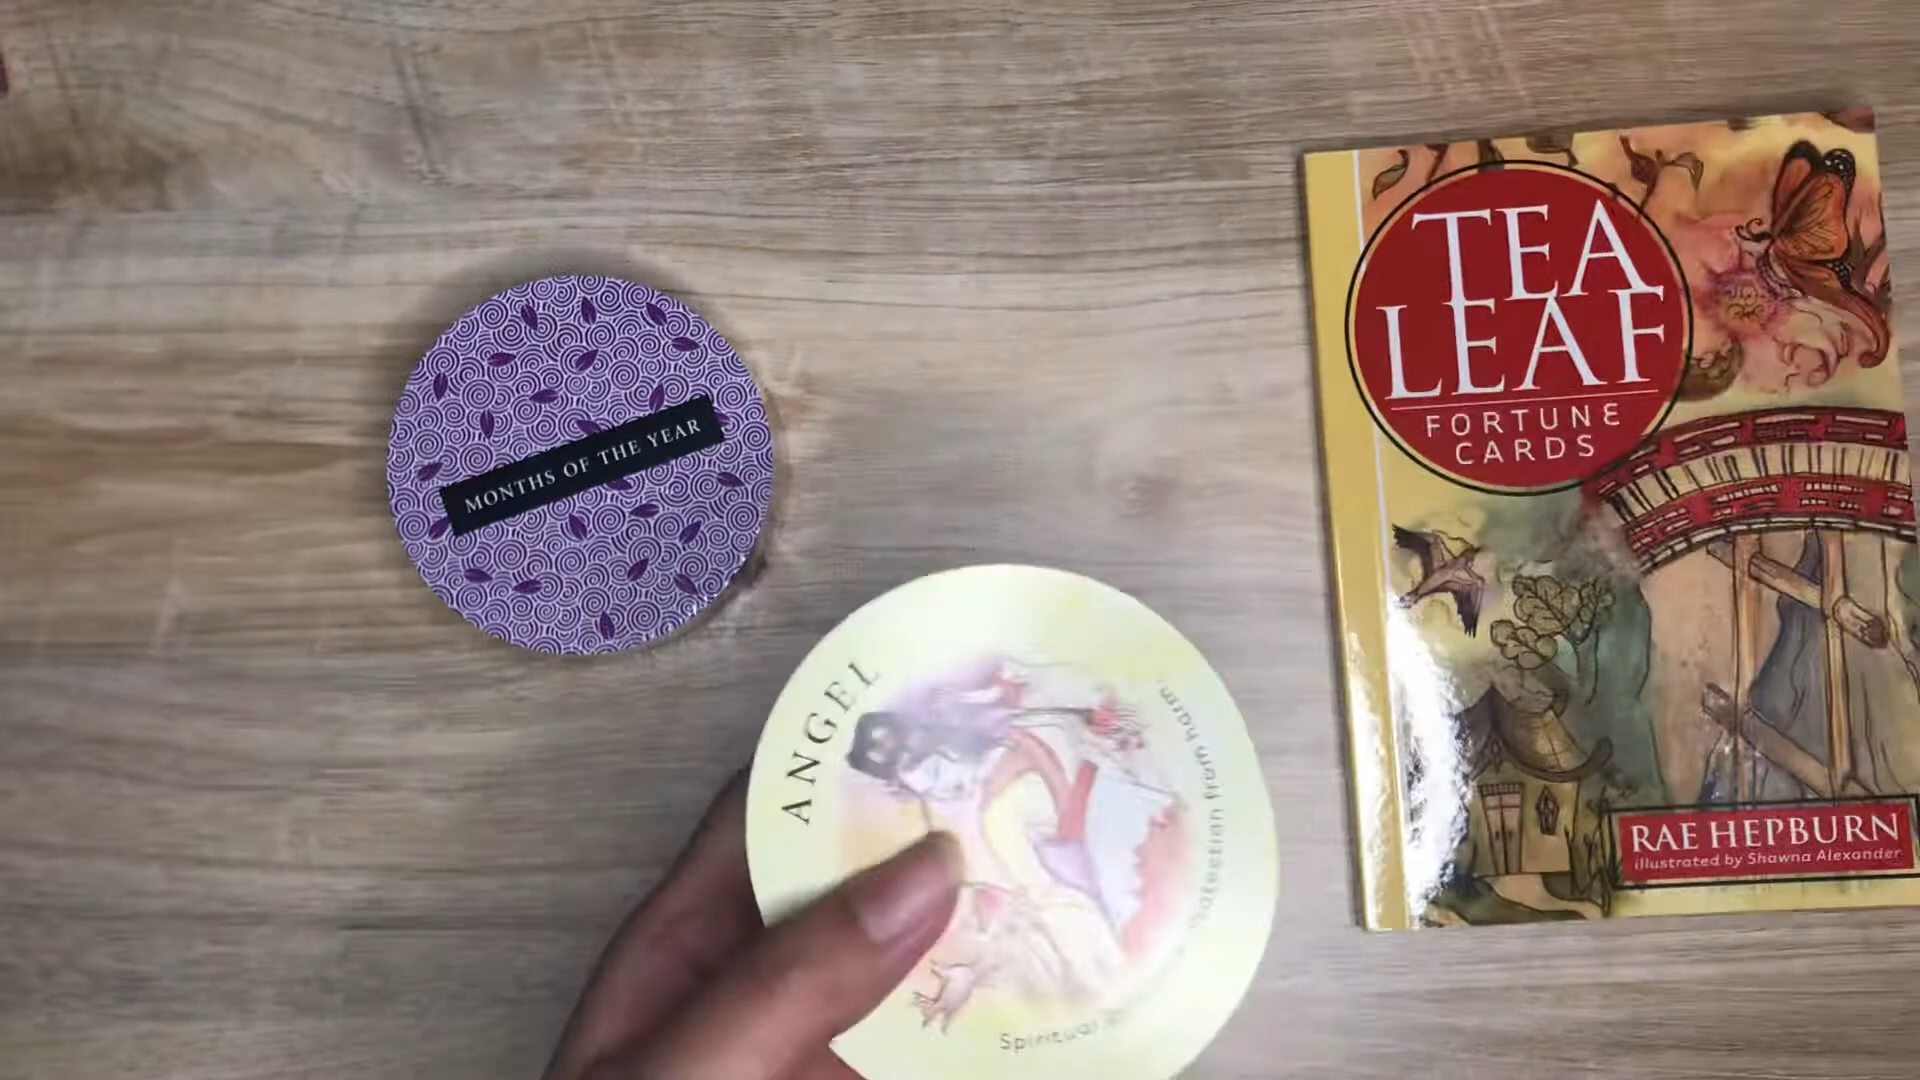 MONTHS OF THE YEAR
TEA
LEAF
FORTUNE
CARDS
RAE HEPBURN
illustrated by Shawna Alexander
ANGEL
Spiritual
Protection from harm.